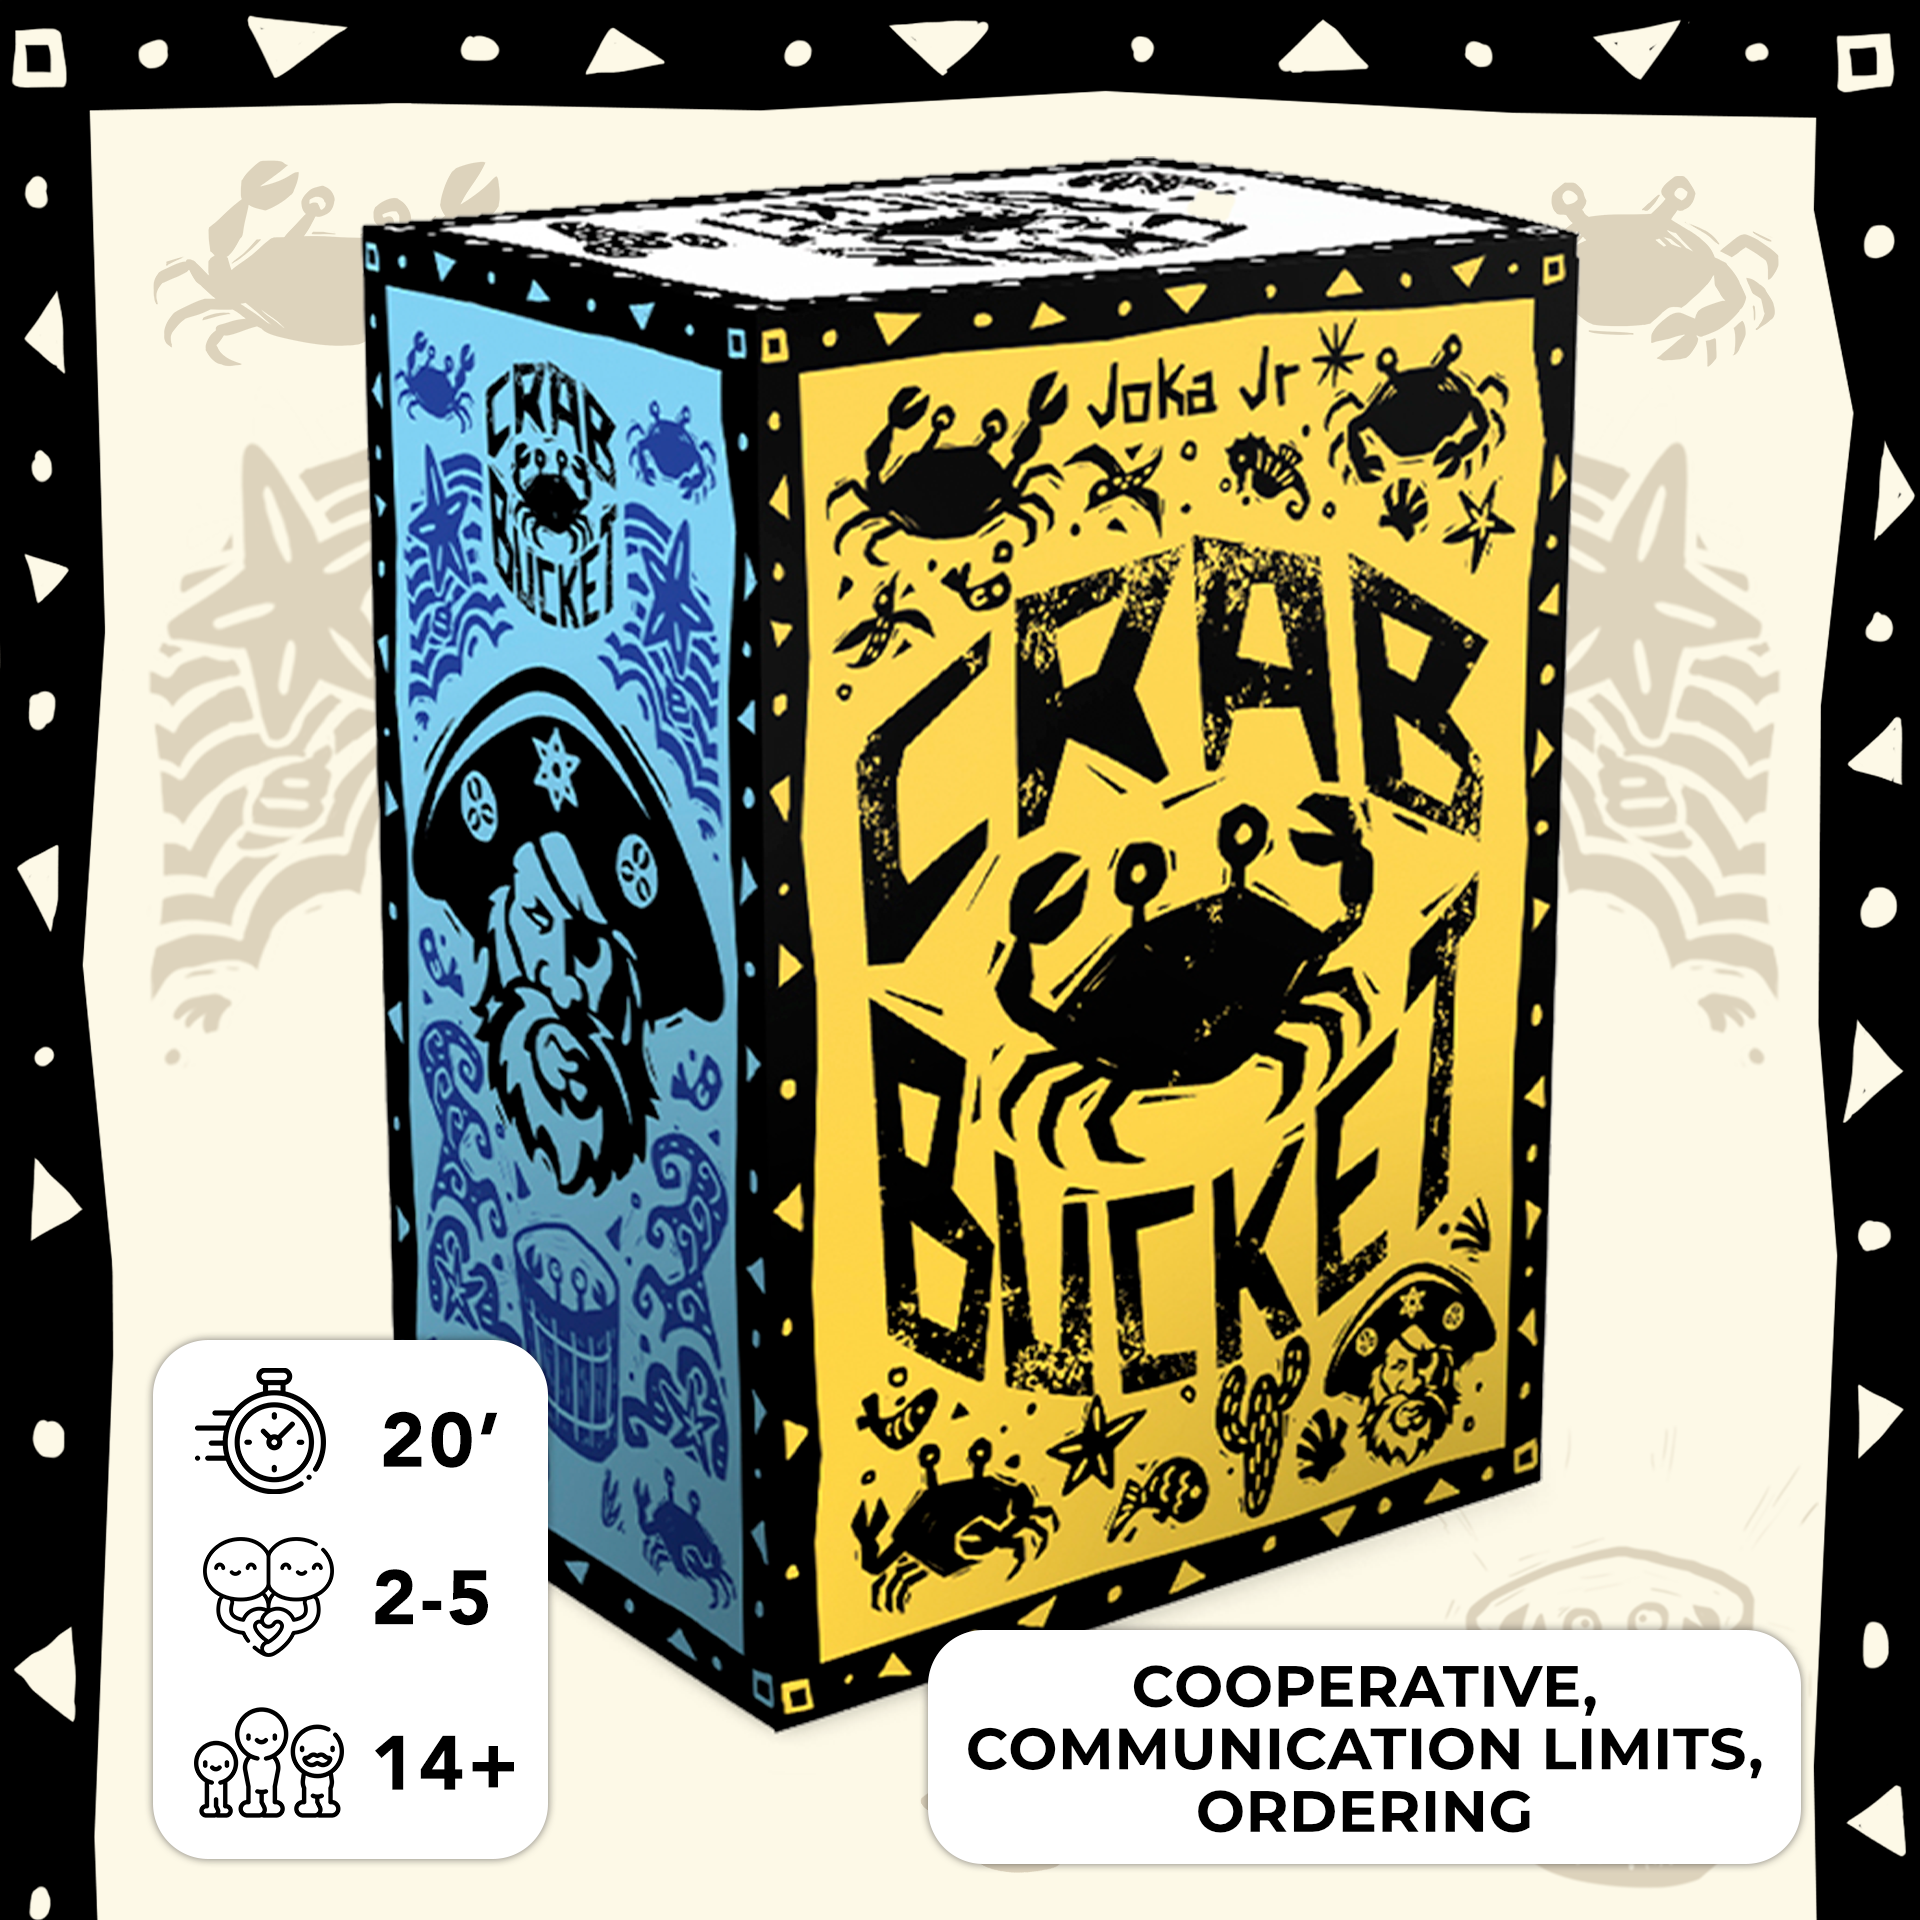 Joka Jr
CRAB
BUCKET
CRAB
BUCKET
20'
2-5
14+
COOPERATIVE,
COMMUNICATION LIMITS,
ORDERING